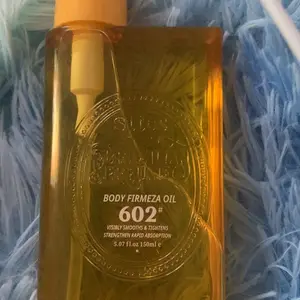 BODY FIRMEZA OIL
602#
VISIBLY SMOOTHS & TIGHTENS
STRENGTHEN RAPID ABSORPTION
5.07 fl.oz 150ml e